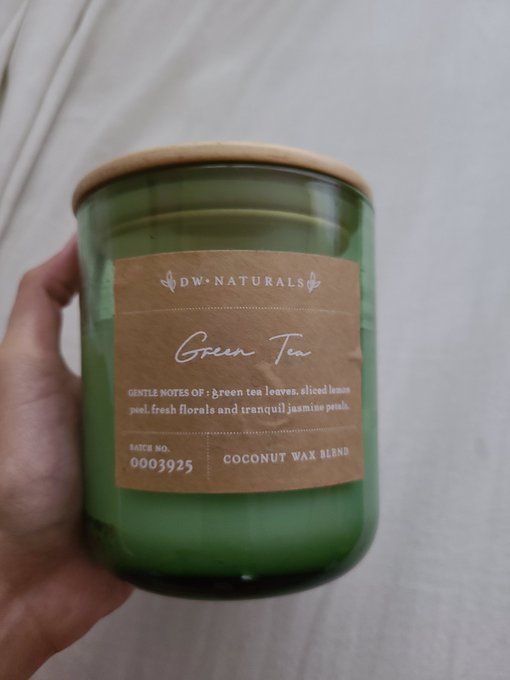 DW•NATURALS
Green Tea
GENTLE NOTES OF : green tea leaves, sliced lemon
peel, fresh florals and tranquil jasmine petals.
BATCH NO.
0003925
COCONUT WAX BLEND